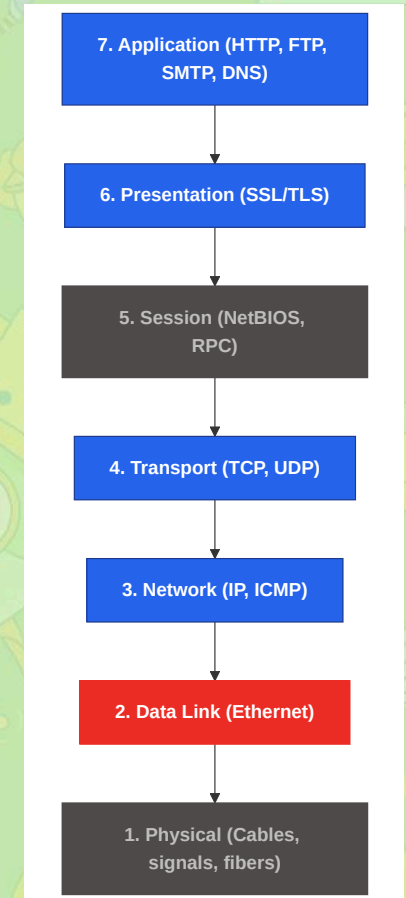 7. Application (HTTP, FTP,
SMTP, DNS)
6. Presentation (SSL/TLS)
5. Session (NetBIOS,
RPC)
4. Transport (TCP, UDP)
3. Network (IP, ICMP)
2. Data Link (Ethernet)
1. Physical (Cables,
signals, fibers)